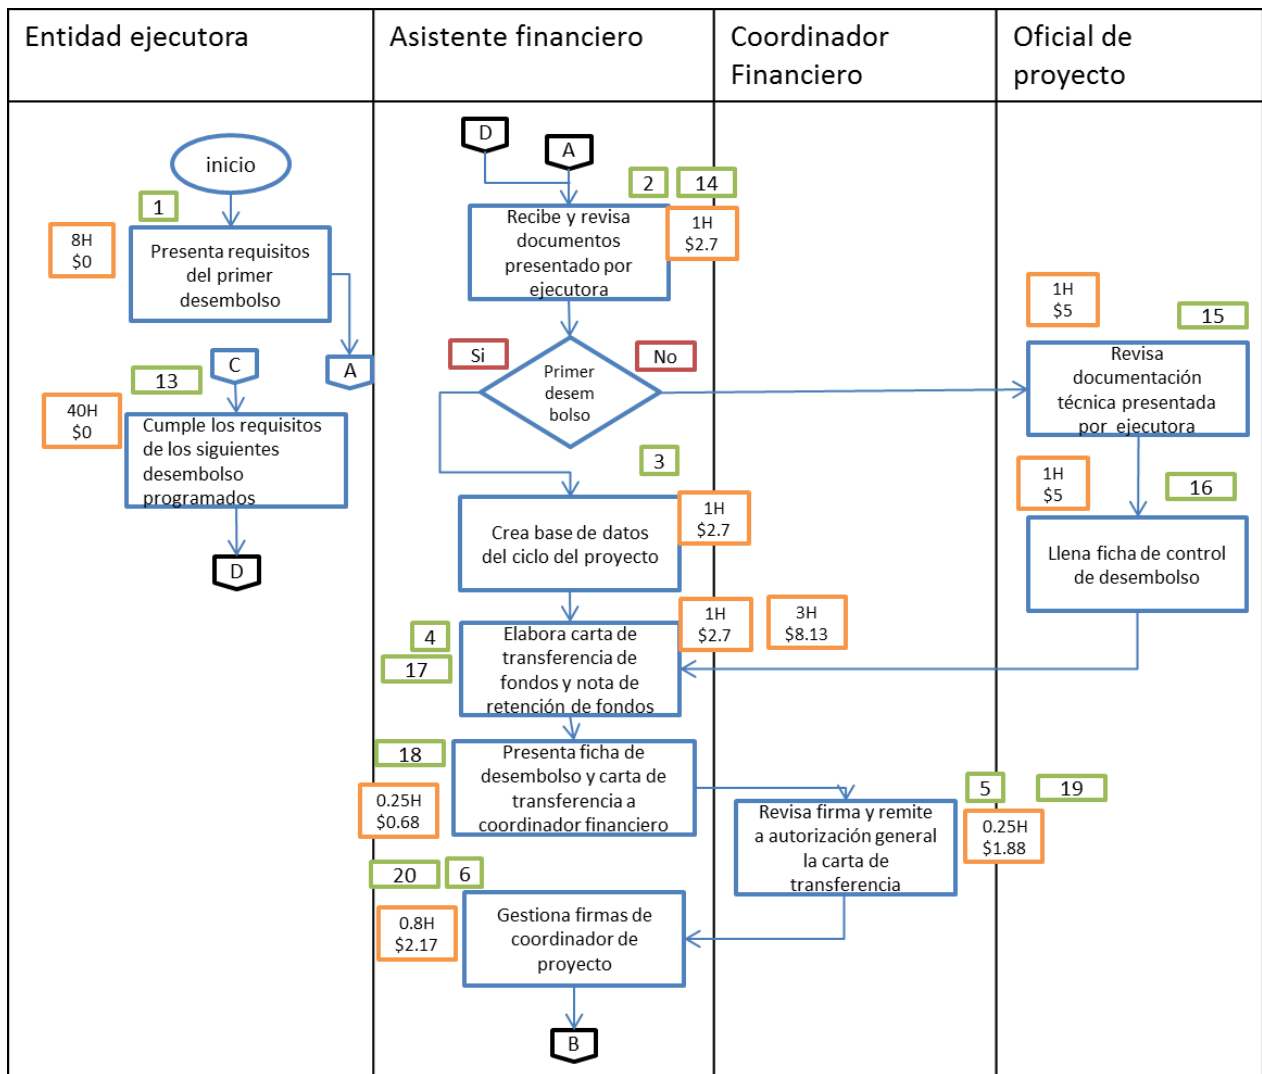 Entidad ejecutora
Asistente financiero
Coordinador
Financiero
Oficial de
proyecto
inicio
1
8H
$0
Presenta requisitos
del primer
desembolso
A
C
13
40H
$0
Cumple los requisitos
de los siguientes
desembolso
programados
D
D
A
2
14
Recibe y revisa
documentos
presentado por
ejecutora
1H
$2.7
Si
No
Primer
desem
bolso
3
Crea base de datos
del ciclo del proyecto
1H
$2.7
4
17
Elabora carta de
transferencia de
fondos y nota de
retención de fondos
1H
$2.7
3H
$8.13
18
0.25H
$0.68
Presenta ficha de
desembolso y carta de
transferencia a
coordinador financiero
20
6
0.8H
$2.17
Gestiona firmas de
coordinador de
proyecto
B
5
19
Revisa firma y remite
a autorización general
la carta de
transferencia
0.25H
$1.88
1H
$5
15
Revisa
documentación
técnica presentada
por ejecutora
1H
$5
16
Llena ficha de control
de desembolso